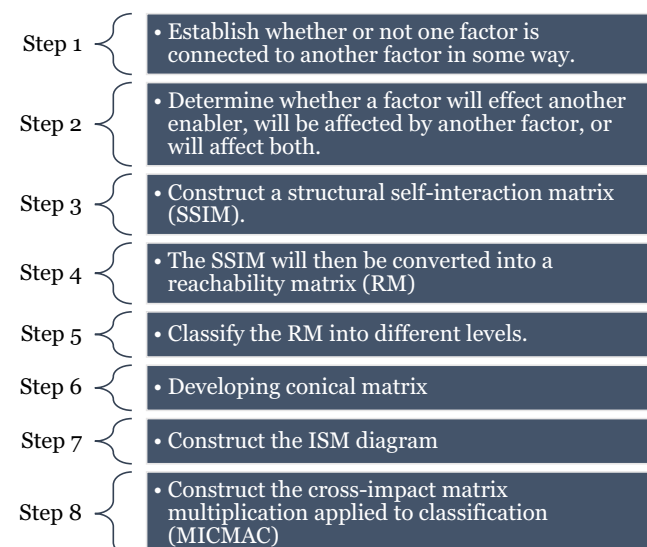 Step 1
• Establish whether or not one factor is
connected to another factor in some way.
Step 2
• Determine whether a factor will effect another
enabler, will be affected by another factor, or
will affect both.
Step 3
• Construct a structural self-interaction matrix
(SSIM).
Step 4
• The SSIM will then be converted into a
reachability matrix (RM)
Step 5
• Classify the RM into different levels.
Step 6
• Developing conical matrix
Step 7
• Construct the ISM diagram
Step 8
• Construct the cross-impact matrix
multiplication applied to classification
(MICMAC)